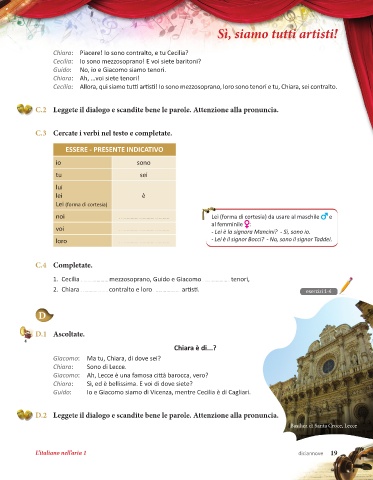 Sì, siamo tutti artisti!
Chiara: Piacere! Io sono contralto, e tu Cecilia?
Cecilia: Io sono mezzosoprano! E voi siete baritoni?
Guido: No, io e Giacomo siamo tenori.
Chiara: Ah, ...voi siete tenori!
Cecilia: Allora, qui siamo tutti artisti! Io sono mezzosoprano, loro sono tenori e tu, Chiara, sei contralto.
C.2 Leggete il dialogo e scandite bene le parole. Attenzione alla pronuncia.
C.3 Cercate i verbi nel testo e completate.
ESSERE - PRESENTE INDICATIVO
io sono
tu sei
lui
lei è
Lei (forma di cortesia)
noi
voi
loro
Lei (forma di cortesia) da usare al maschile ♂ e
al femminile ♀:
- Lei è la signora Mancini? - Sì, sono io.
- Lei è il signor Bocci? - No, sono il signor Taddei.
C.4 Completate.
1. Cecilia ............ mezzosoprano, Guido e Giacomo ............ tenori,
2. Chiara ............ contralto e loro ............ artisti.
esercizi 1-6
D
D.1 Ascoltate.
Chiara è di...?
Giacomo: Ma tu, Chiara, di dove sei?
Chiara: Sono di Lecce.
Giacomo: Ah, Lecce è una famosa città barocca, vero?
Chiara: Sì, ed è bellissima. E voi di dove siete?
Guido: Io e Giacomo siamo di Vicenza, mentre Cecilia è di Cagliari.
D.2 Leggete il dialogo e scandite bene le parole. Attenzione alla pronuncia.
Basilica di Santa Croce, Lecce
L'italiano nell'aria 1
diciannove 19